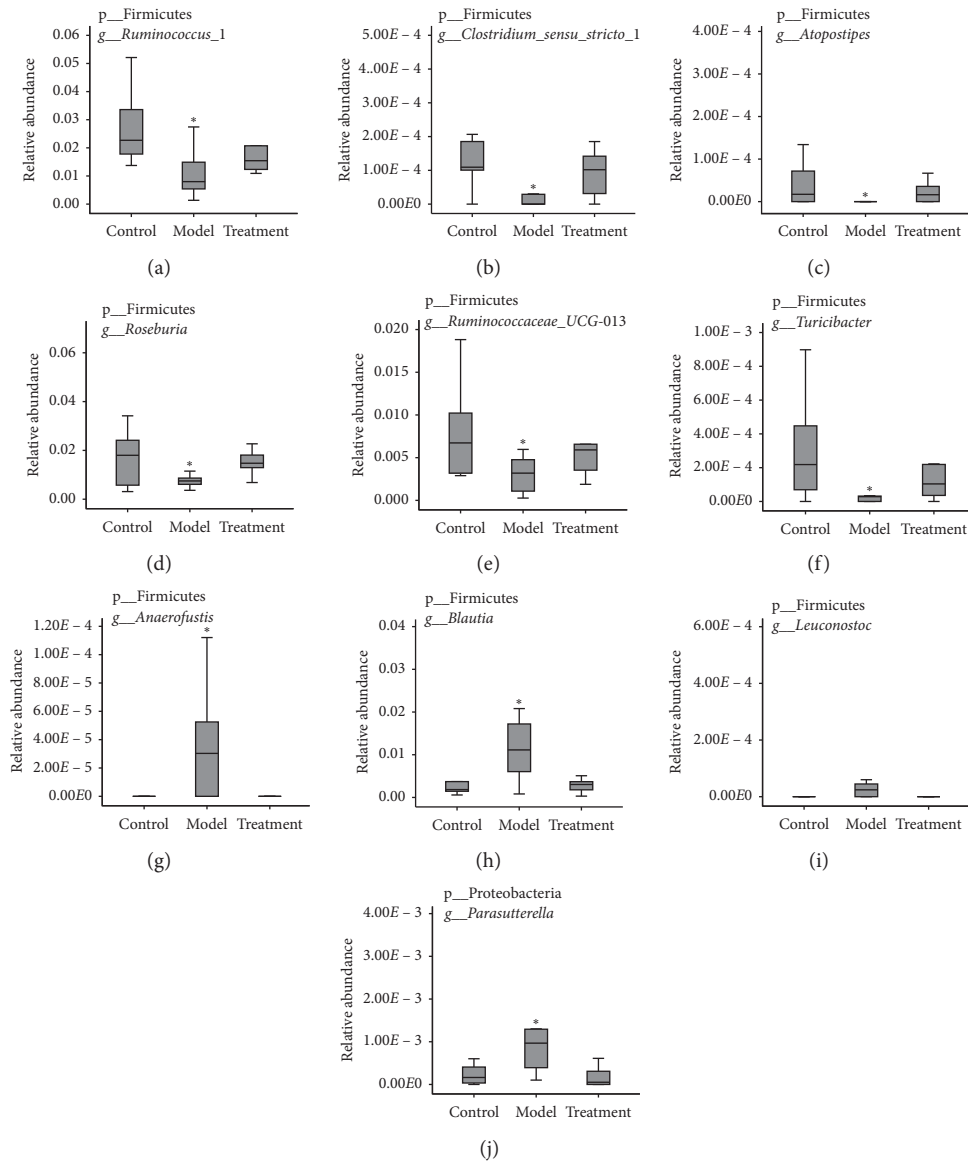 p__Firmicutes
g__Ruminococcus_1
0.06
0.05
0.04
0.03
0.02
0.01
0.00
Relative abundance
*
Control Model Treatment
(a)
p__Firmicutes
g__Clostridium_sensu_stricto_1
5.00E – 4
4.00E – 4
3.00E – 4
2.00E – 4
1.00E – 4
0.00E0
Relative abundance
*
Control Model Treatment
(b)
p__Firmicutes
g__Atopostipes
4.00E – 4
3.00E – 4
2.00E – 4
1.00E – 4
0.00E0
Relative abundance
*
Control Model Treatment
(c)
p__Firmicutes
g__Roseburia
0.06
0.04
0.02
0.00
Relative abundance
*
Control Model Treatment
(d)
p__Firmicutes
g__Ruminococcaceae_UCG-013
0.020
0.015
0.010
0.005
0.000
Relative abundance
*
Control Model Treatment
(e)
p__Firmicutes
g__Turicibacter
1.00E – 3
8.00E – 4
6.00E – 4
4.00E – 4
2.00E – 4
0.00E0
Relative abundance
*
Control Model Treatment
(f)
p__Firmicutes
g__Anaerofustis
1.20E – 4
1.00E – 4
8.00E – 5
6.00E – 5
4.00E – 5
2.00E – 5
0.00E0
Relative abundance
*
Control Model Treatment
(g)
p__Firmicutes
g__Blautia
0.04
0.03
0.02
0.01
0.00
Relative abundance
*
Control Model Treatment
(h)
p__Firmicutes
g__Leuconostoc
6.00E – 4
4.00E – 4
2.00E – 4
0.00E0
Relative abundance
Control Model Treatment
(i)
p__Proteobacteria
g__Parasutterella
4.00E – 3
3.00E – 3
2.00E – 3
1.00E – 3
0.00E0
Relative abundance
*
Control Model Treatment
(j)